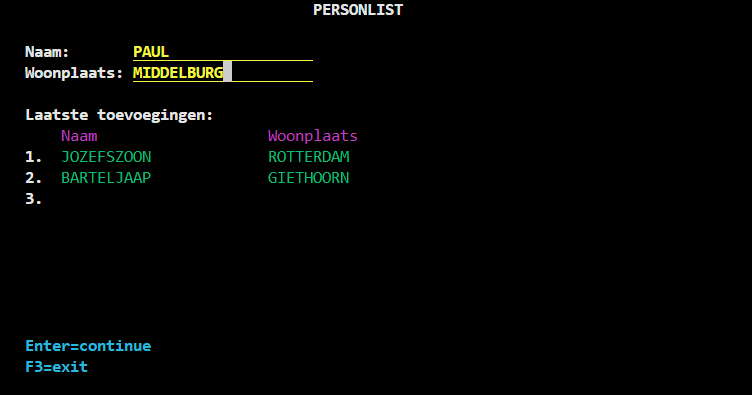 PERSONLIST
Naam: PAUL
Woonplaats: MIDDELBURG
Laatste toevoegingen:
Naam Woonplaats
1. JOZEFSZOON ROTTERDAM
2. BARTELJAAP GIETHOORN
3.
Enter=continue
F3=exit